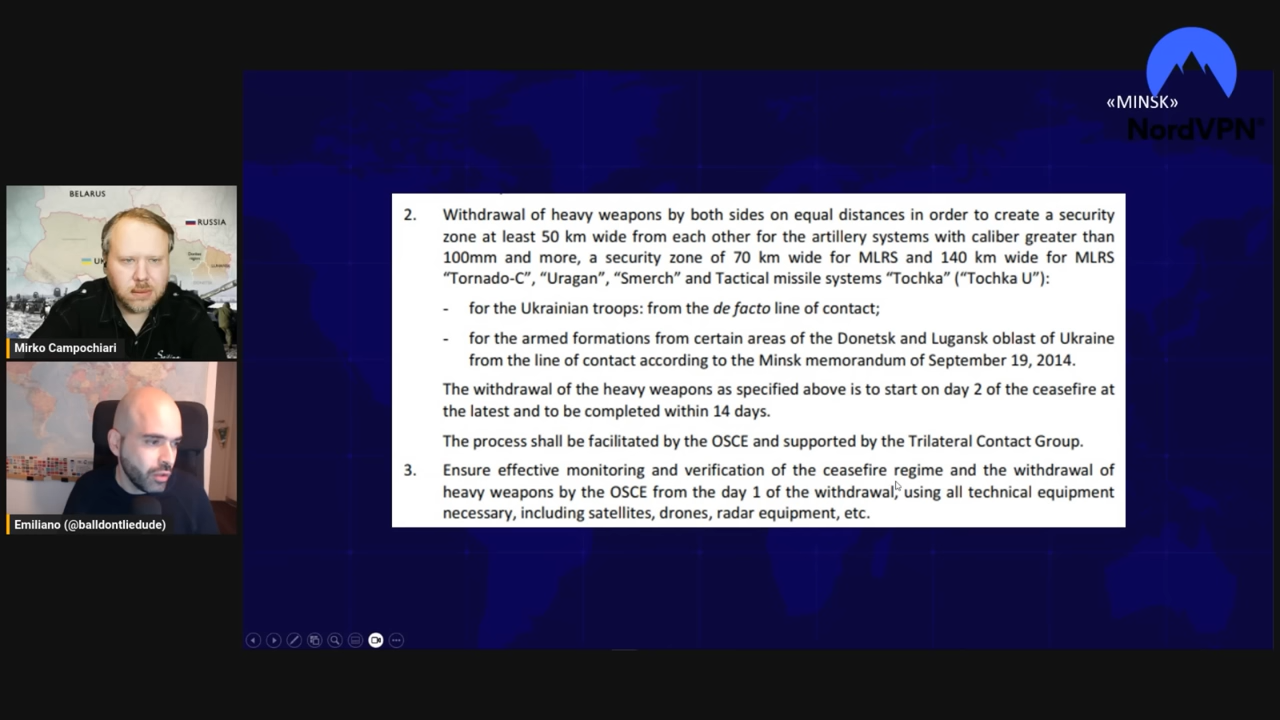 «MINSK»
NordVPN®
BELARUS
RUSSIA
Mirko Campochiari
Emiliano (@balldontliedude)
2. Withdrawal of heavy weapons by both sides on equal distances in order to create a security
zone at least 50 km wide from each other for the artillery systems with caliber greater than
100mm and more, a security zone of 70 km wide for MLRS and 140 km wide for MLRS
“Tornado-C”, “Uragan”, “Smerch” and Tactical missile systems “Tochka” (“Tochka U”):
- for the Ukrainian troops: from the de facto line of contact;
- for the armed formations from certain areas of the Donetsk and Lugansk oblast of Ukraine
from the line of contact according to the Minsk memorandum of September 19, 2014.
The withdrawal of the heavy weapons as specified above is to start on day 2 of the ceasefire at
the latest and to be completed within 14 days.
The process shall be facilitated by the OSCE and supported by the Trilateral Contact Group.
3. Ensure effective monitoring and verification of the ceasefire regime and the withdrawal of
heavy weapons by the OSCE from the day 1 of the withdrawal, using all technical equipment
necessary, including satellites, drones, radar equipment, etc.